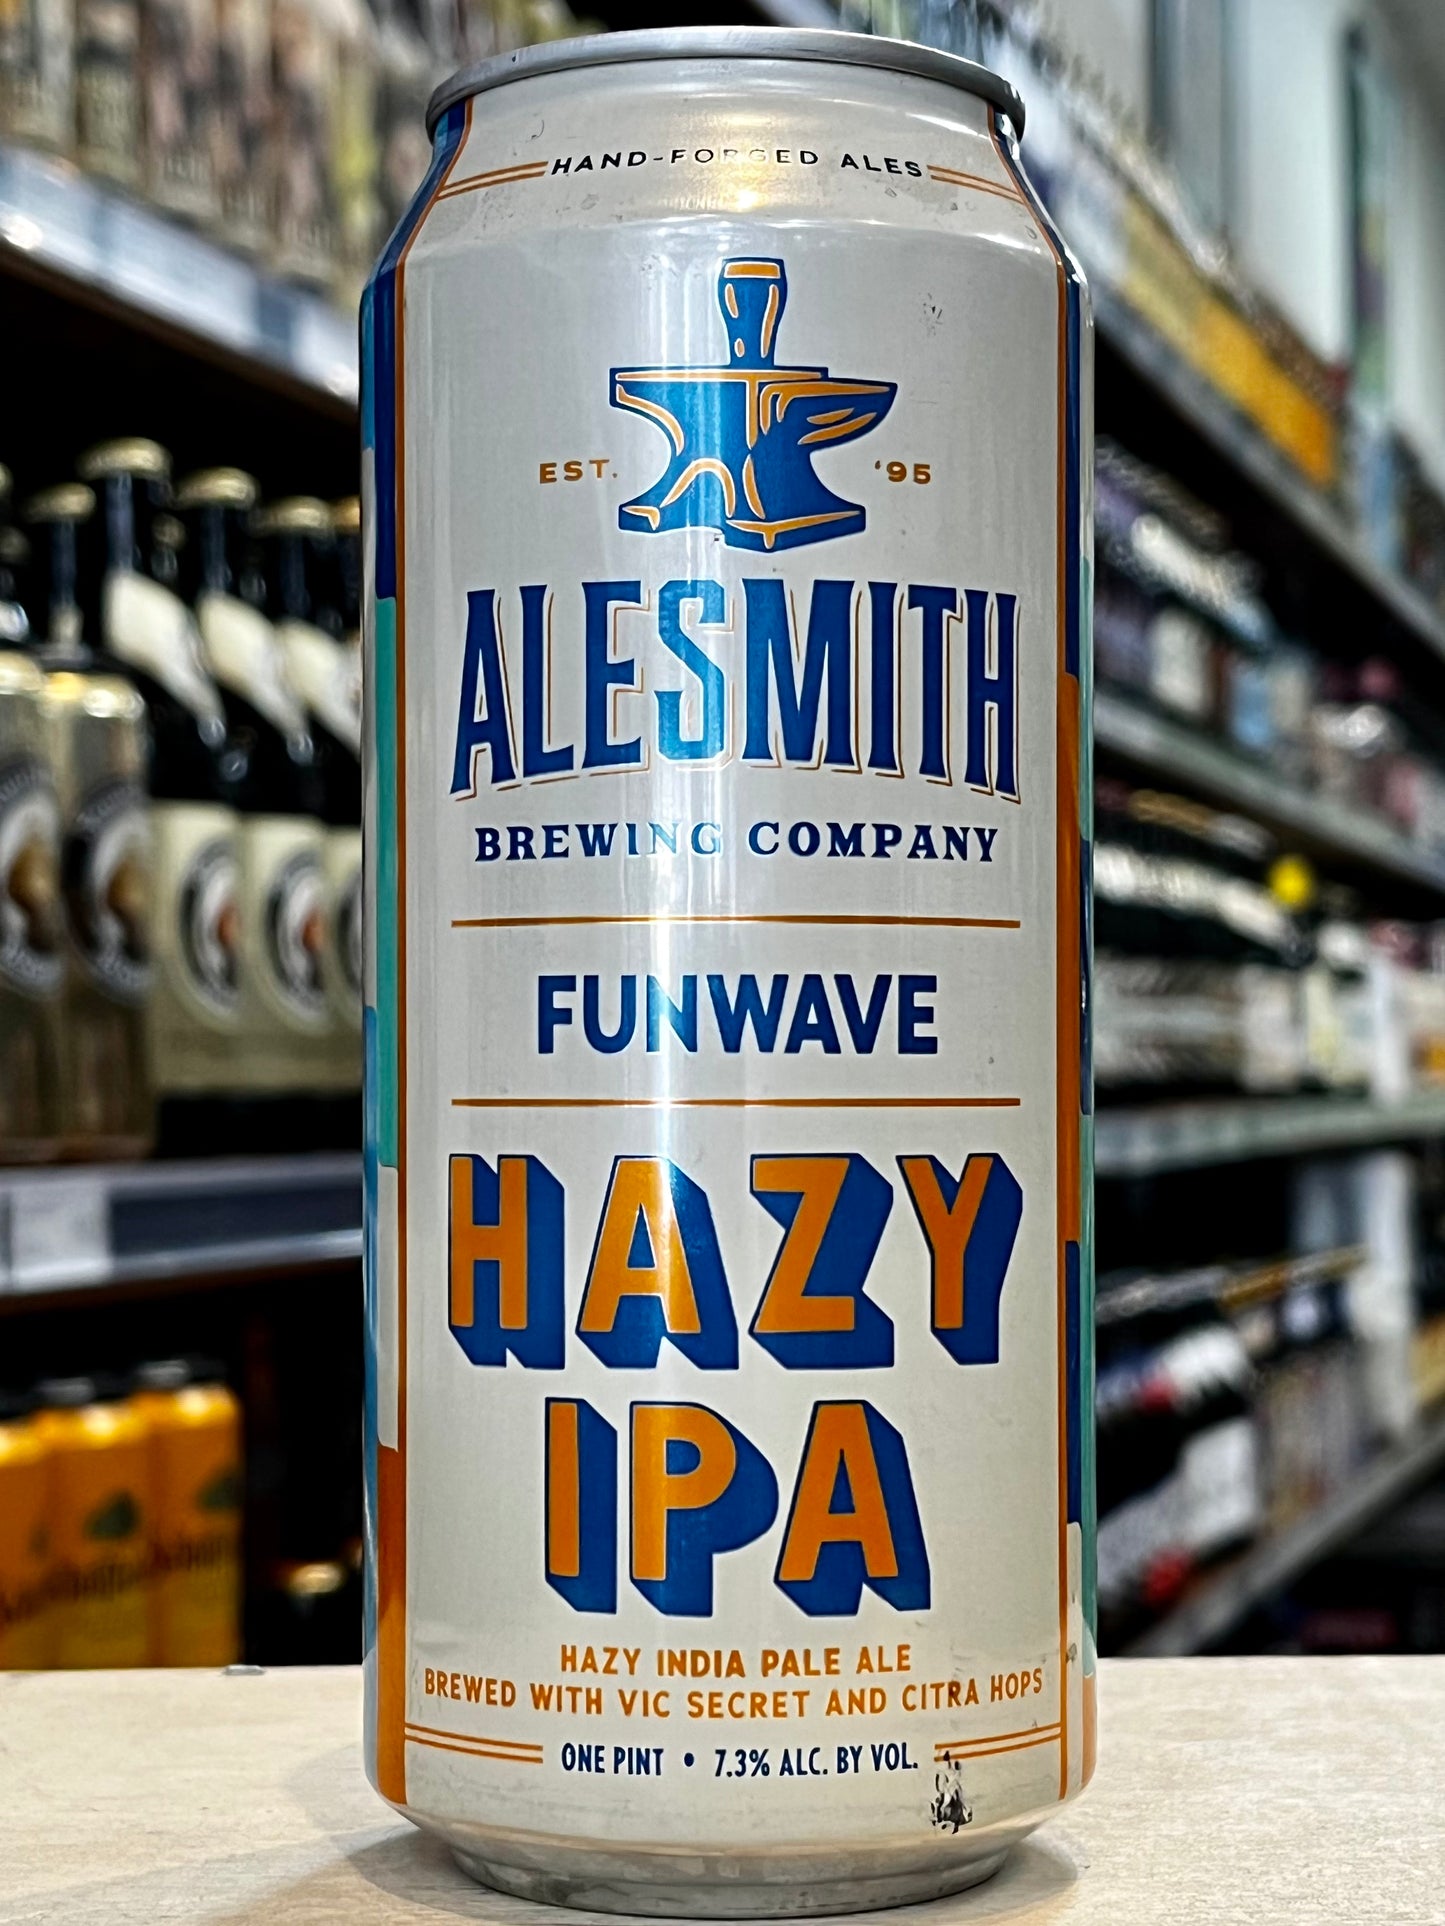 HAND-FORGED ALES
EST. '95
ALESMITH
BREWING COMPANY
FUNWAVE
HAZY
IPA
HAZY INDIA PALE ALE
BREWED WITH VIC SECRET AND CITRA HOPS
ONE PINT • 7.3% ALC. BY VOL.